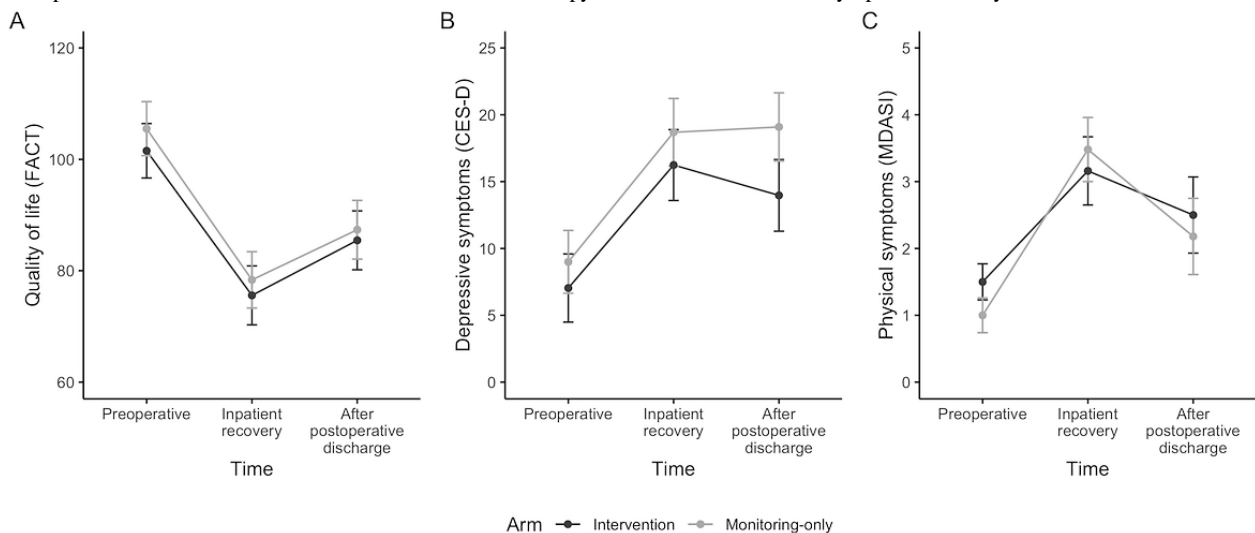 A
B
C
Quality of life (FACT)
120
100
80
60
Preoperative
Inpatient
recovery
After
postoperative
discharge
Time
Depressive symptoms (CES-D)
25
20
15
10
5
0
Preoperative
Inpatient
recovery
After
postoperative
discharge
Time
Physical symptoms (MDASI)
5
4
3
2
1
0
Preoperative
Inpatient
recovery
After
postoperative
discharge
Time
Arm Intervention Monitoring-only